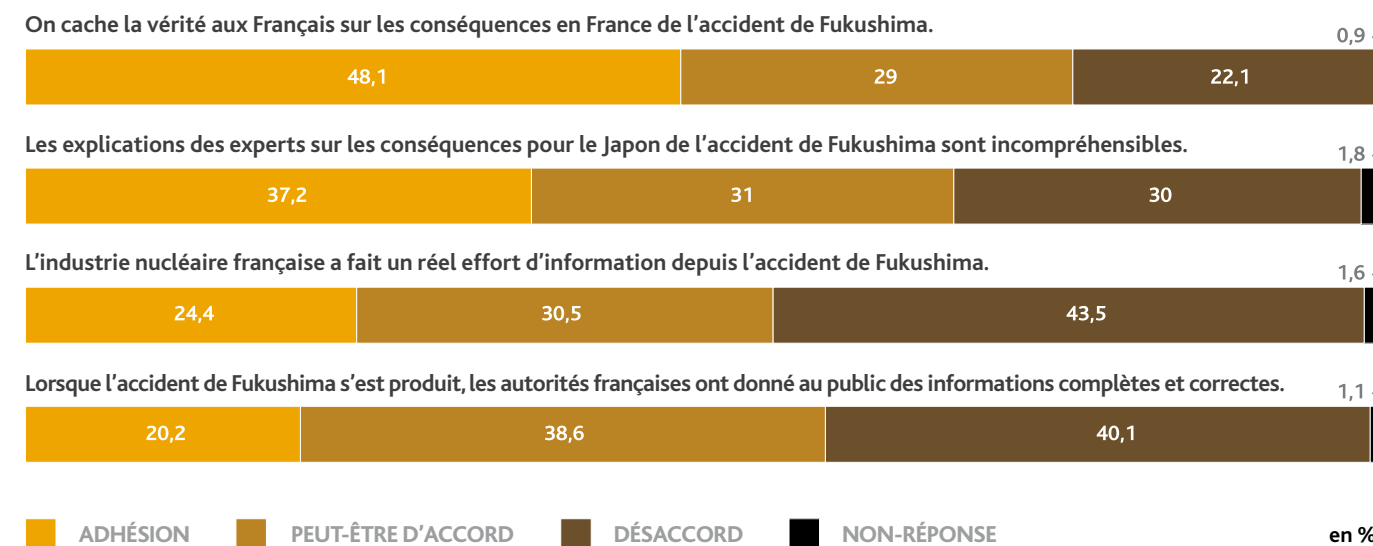 On cache la vérité aux Français sur les conséquences en France de l'accident de Fukushima.
0,9
48,1 29 22,1
Les explications des experts sur les conséquences pour le Japon de l'accident de Fukushima sont incompréhensibles.
1,8
37,2 31 30
L'industrie nucléaire française a fait un réel effort d'information depuis l'accident de Fukushima.
1,6
24,4 30,5 43,5
Lorsque l'accident de Fukushima s'est produit, les autorités françaises ont donné au public des informations complètes et correctes.
1,1
20,2 38,6 40,1
ADHÉSION PEUT-ÊTRE D'ACCORD DÉSACCORD NON-RÉPONSE en %